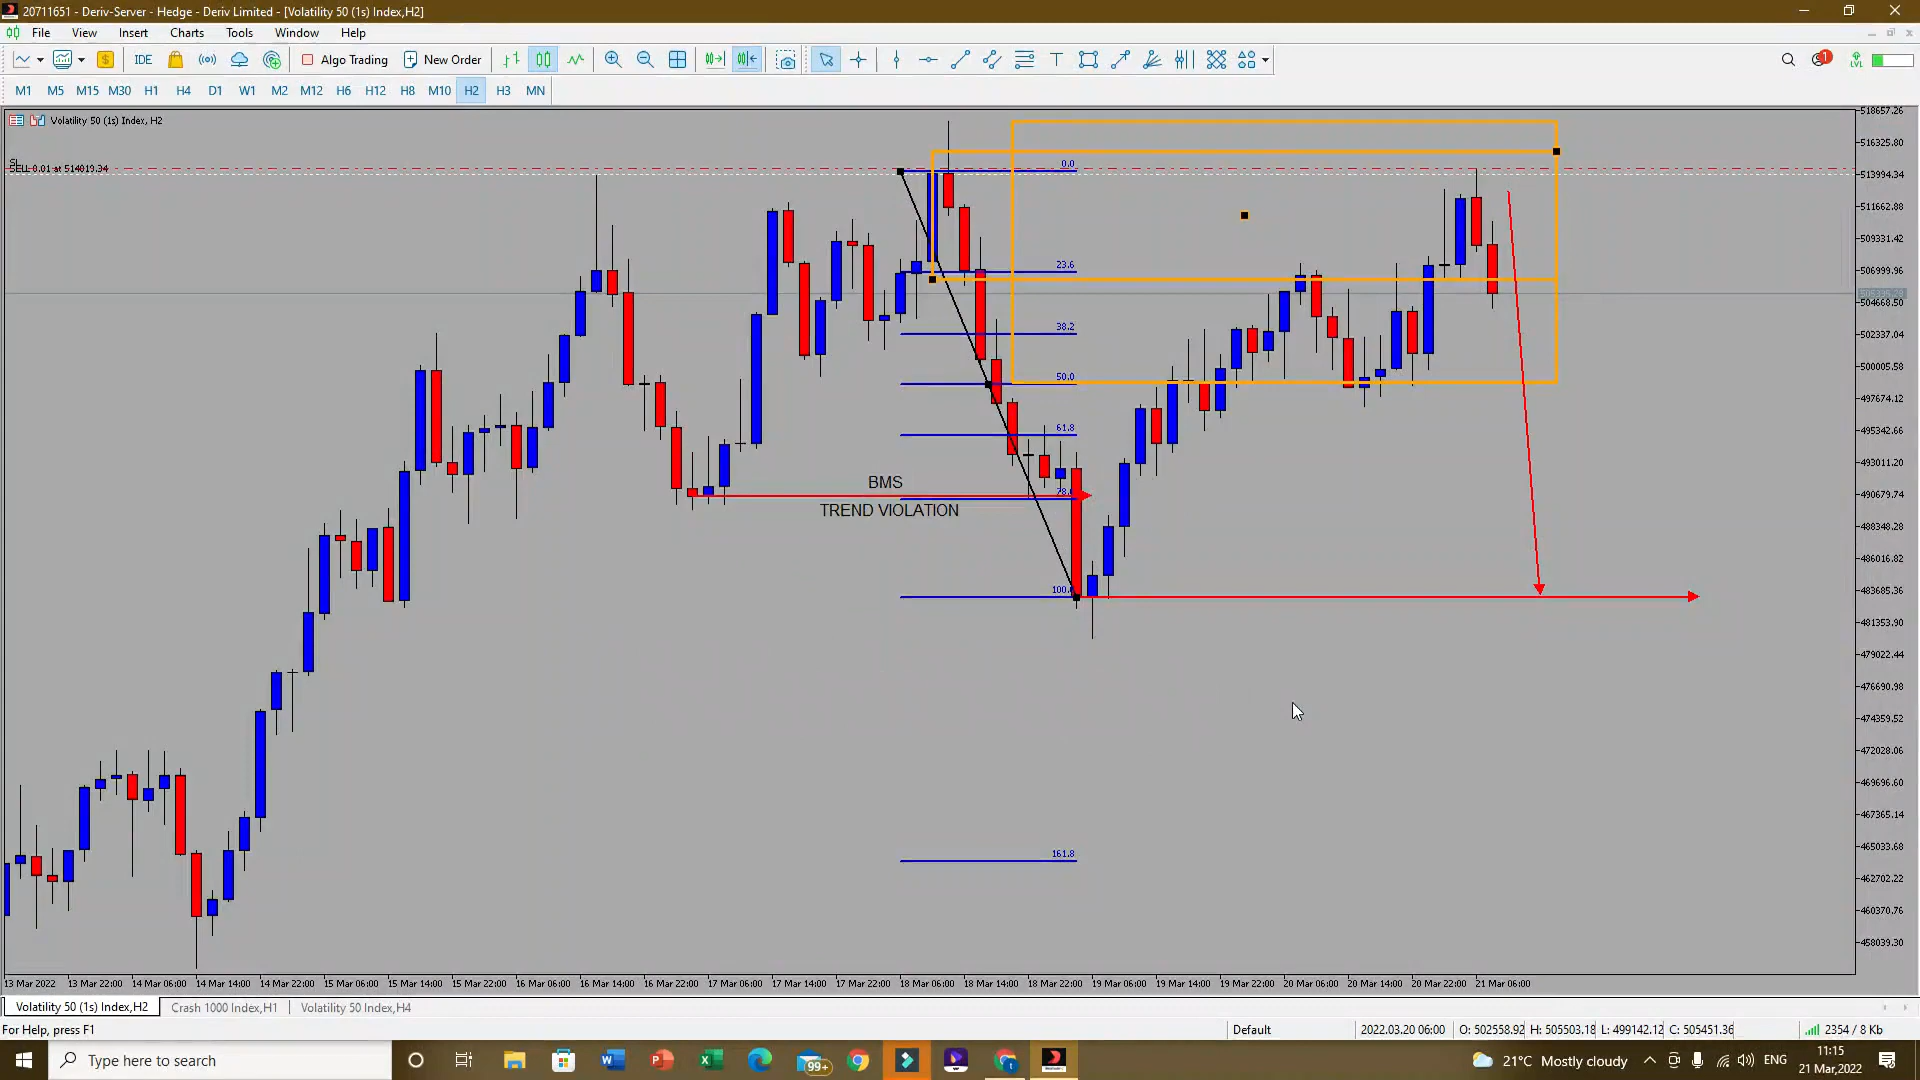 20711651 - Deriv-Server - Hedge - Deriv Limited - [Volatility 50 (1s) Index,H2]
File View Insert Charts Tools Window Help
IDE Algo Trading New Order 1 LVL
M1 M5 M15 M30 H1 H4 D1 W1 M2 M12 H6 H12 H8 M10 H2 H3 MN
Volatility 50 (1s) Index, H2
SL
SELL 0.01 at 514019.34
0.0
23.6
38.2
50.0
61.8
BMS
TREND VIOLATION
161.8
518657.26
516325.80
513994.34
511662.88
509331.42
506999.96
504668.50
502337.04
500005.58
497674.12
495342.66
493011.20
490679.74
488348.28
486016.82
483685.36
481353.90
479022.44
476690.98
474359.52
472028.06
469696.60
467365.14
465033.68
462702.22
460370.76
458039.30
13 Mar 2022 13 Mar 22:00 14 Mar 06:00 14 Mar 14:00 14 Mar 22:00 15 Mar 06:00 15 Mar 14:00 15 Mar 22:00 16 Mar 06:00 16 Mar 14:00 16 Mar 22:00 17 Mar 06:00 17 Mar 14:00 17 Mar 22:00 18 Mar 06:00 18 Mar 14:00 18 Mar 22:00 19 Mar 06:00 19 Mar 14:00 19 Mar 22:00 20 Mar 06:00 20 Mar 14:00 20 Mar 22:00 21 Mar 06:00
Volatility 50 (1s) Index,H2 Crash 1000 Index,H1 Volatility 50 Index,H4
For Help, press F1 Default 2022.03.20 06:00 O: 502558.92 H: 505503.18 L: 499142.12 C: 505451.36 2354 / 8 Kb
Type here to search 99+ 21°C Mostly cloudy ENG 11:15
21 Mar,2022